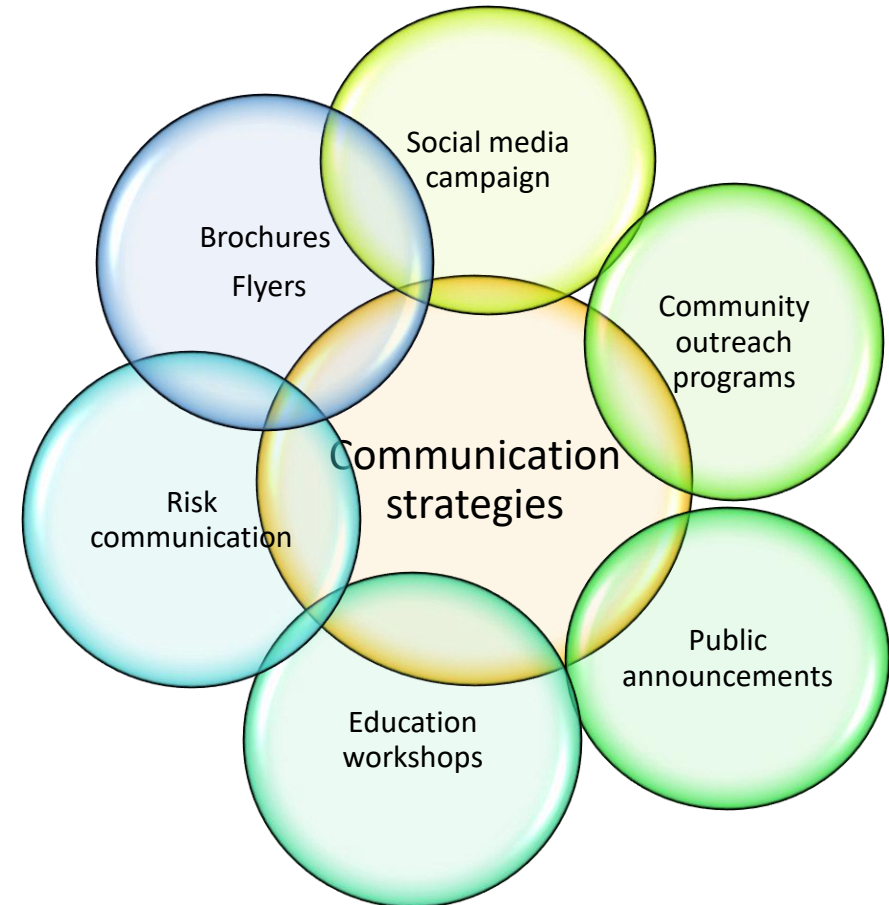 Social media
campaign
Brochures
Flyers
Community
outreach
programs
Communication
strategies
Risk
communication
Public
announcements
Education
workshops